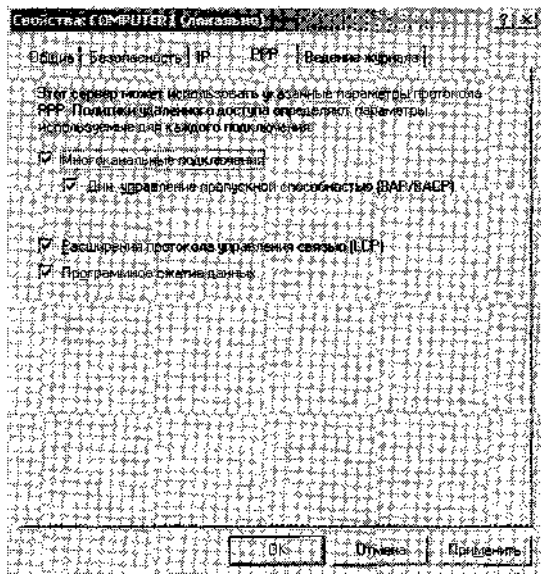 Свойства: COMPUTER1 (локально)
Общие Безопасность IP PPP Ведение журнала
Этот сервер может использовать указанные параметры протокола
PPP. Политики удаленного доступа определяют параметры,
используемые для каждого подключения.
Многоканальные подключения
Дин. управление пропускной способностью (BAP/BACP)
Расширения протокола управления связью (LCP)
Программное сжатие данных
OK Отмена Применить